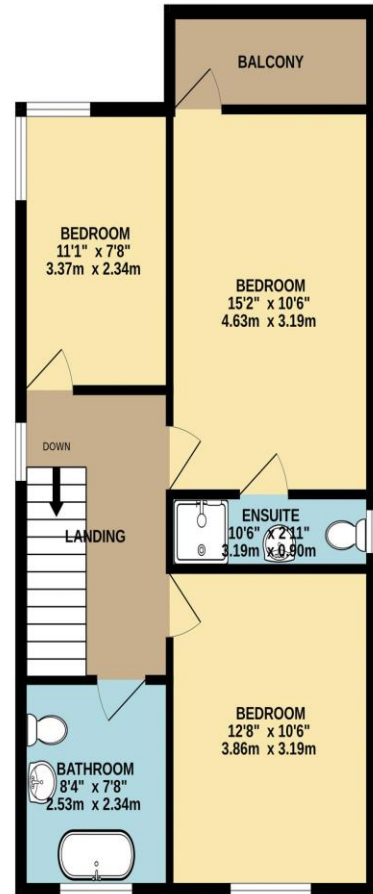 BALCONY
BEDROOM
11'1" x 7'8"
3.37m x 2.34m
BEDROOM
15'2" x 10'6"
4.63m x 3.19m
DOWN
LANDING
ENSUITE
10'6" x 2'11"
3.19m x 0.90m
BEDROOM
12'8" x 10'6"
3.86m x 3.19m
BATHROOM
8'4" x 7'8"
2.53m x 2.34m